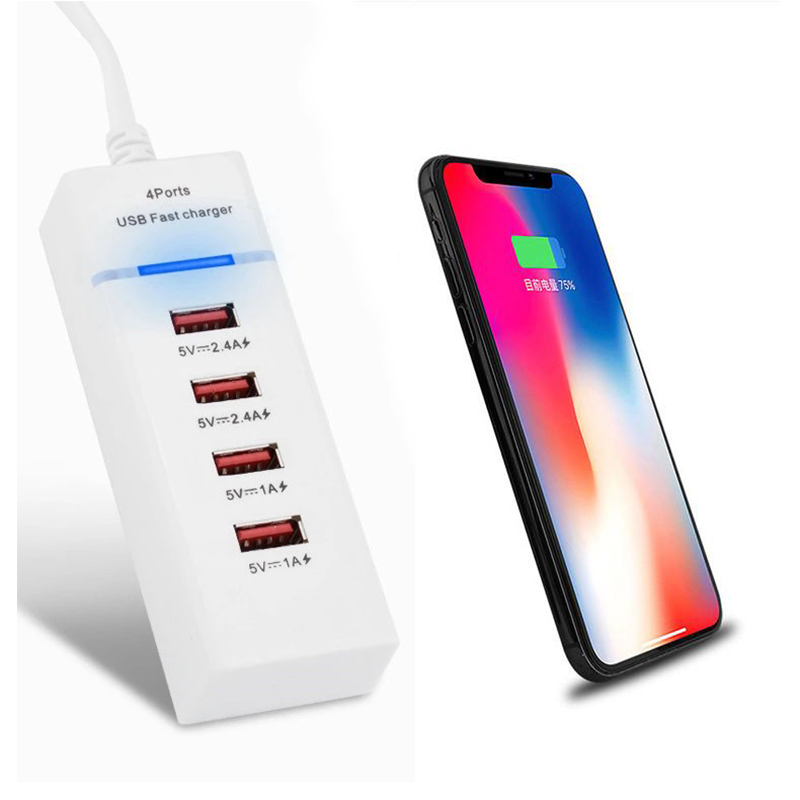 4Ports
USB Fast charger
5V⎓2.4A⚡
5V⎓2.4A⚡
5V⎓1A⚡
5V⎓1A⚡
目前电量75%